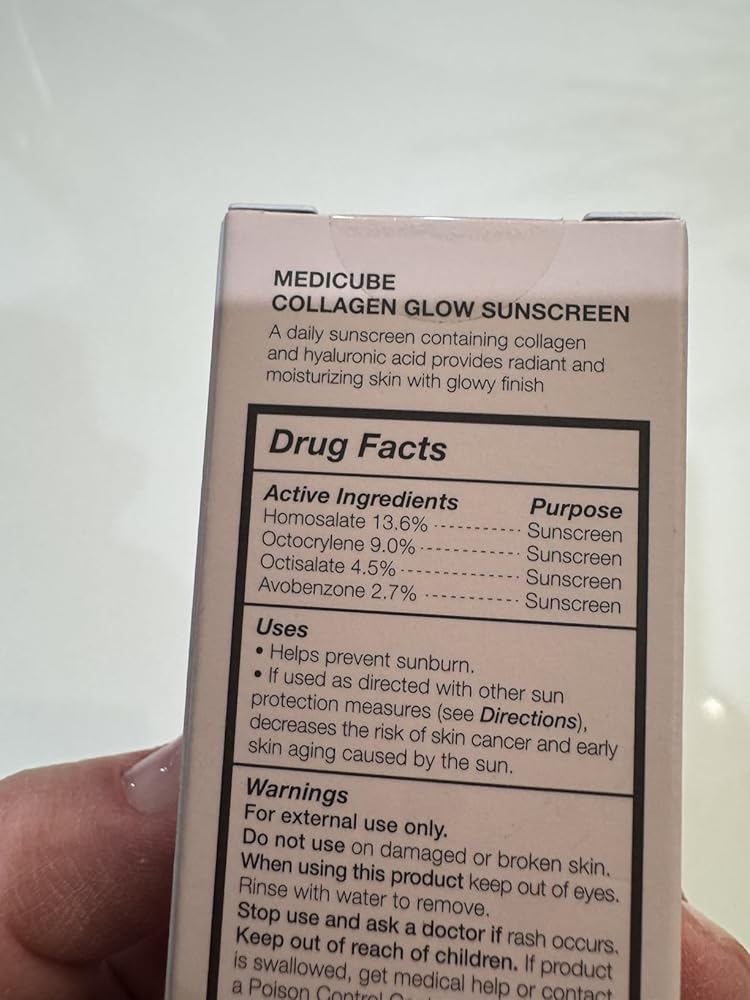 MEDICUBE
COLLAGEN GLOW SUNSCREEN
A daily sunscreen containing collagen
and hyaluronic acid provides radiant and
moisturizing skin with glowy finish
Drug Facts
Active Ingredients Purpose
Homosalate 13.6% ---------- Sunscreen
Octocrylene 9.0% ------------ Sunscreen
Octisalate 4.5% -------------- Sunscreen
Avobenzone 2.7% ----------- Sunscreen
Uses
• Helps prevent sunburn.
• If used as directed with other sun
protection measures (see Directions),
decreases the risk of skin cancer and early
skin aging caused by the sun.
Warnings
For external use only.
Do not use on damaged or broken skin.
When using this product keep out of eyes.
Rinse with water to remove.
Stop use and ask a doctor if rash occurs.
Keep out of reach of children. If product
is swallowed, get medical help or contact
a Poison Control